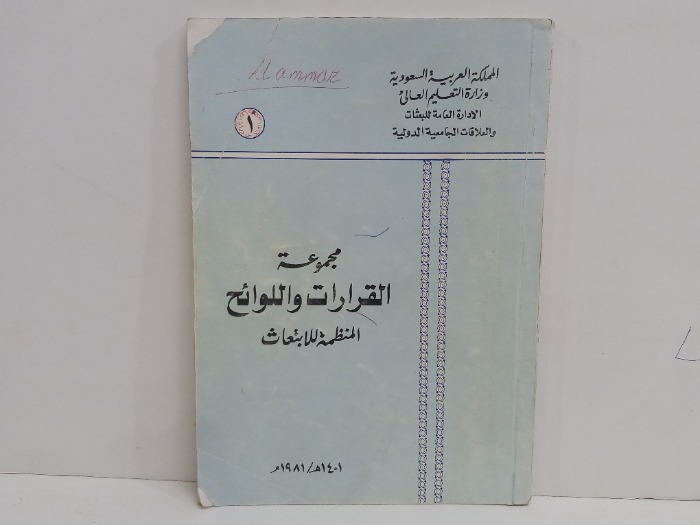 المملكة العربية السعودية
وزارة التعليم العالي
الادارة العامة للبعثات
والعلاقات الجامعية الدولية
Alammaz
١
مجموعة
القرارات واللوائح
المنظمة للابتعاث
١٤٠١هـ/١٩٨١م